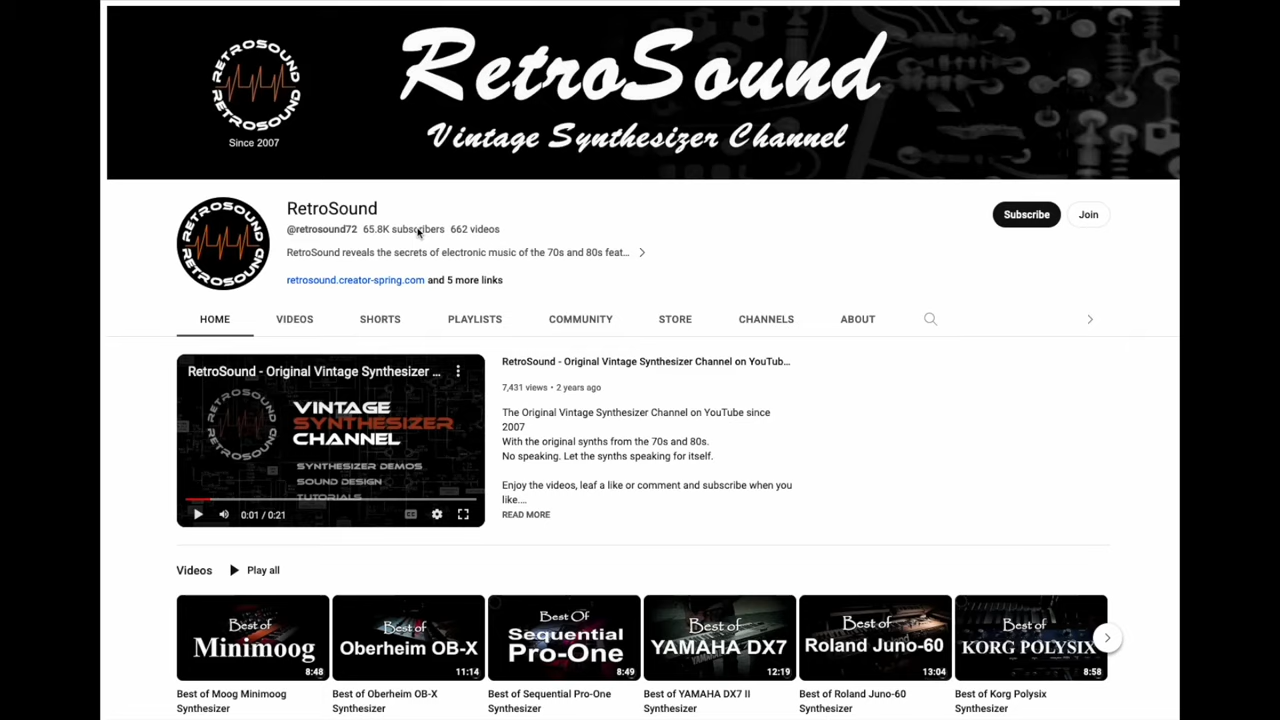 RETROSOUND
RETROSOUND
Since 2007
RetroSound
Vintage Synthesizer Channel
RETROSOUND
RETROSOUND
RetroSound
@retrosound72 65.8K subscribers 662 videos
RetroSound reveals the secrets of electronic music of the 70s and 80s feat...
retrosound.creator-spring.com and 5 more links
Subscribe
Join
HOME VIDEOS SHORTS PLAYLISTS COMMUNITY STORE CHANNELS ABOUT
RetroSound - Original Vintage Synthesizer ...
RETROSOUND
RETROSOUND
VINTAGE
SYNTHESIZER
CHANNEL
SYNTHESIZER DEMOS
SOUND DESIGN
TUTORIALS
0:01 / 0:21
CC
RetroSound - Original Vintage Synthesizer Channel on YouTub...
7,431 views • 2 years ago
The Original Vintage Synthesizer Channel on YouTube since
2007
With the original synths from the 70s and 80s.
No speaking. Let the synths speaking for itself.
Enjoy the videos, leaf a like or comment and subscribe when you
like....
READ MORE
Videos Play all
Best of
Minimoog
8:48
Best of Moog Minimoog
Synthesizer
Best of
Oberheim OB-X
11:14
Best of Oberheim OB-X
Synthesizer
Best Of
Sequential
Pro-One
8:49
Best of Sequential Pro-One
Synthesizer
Best of
YAMAHA DX7
12:19
Best of YAMAHA DX7 II
Synthesizer
Best of
Roland Juno-60
13:04
Best of Roland Juno-60
Synthesizer
Best of
KORG POLYSIX
8:58
Best of Korg Polysix
Synthesizer